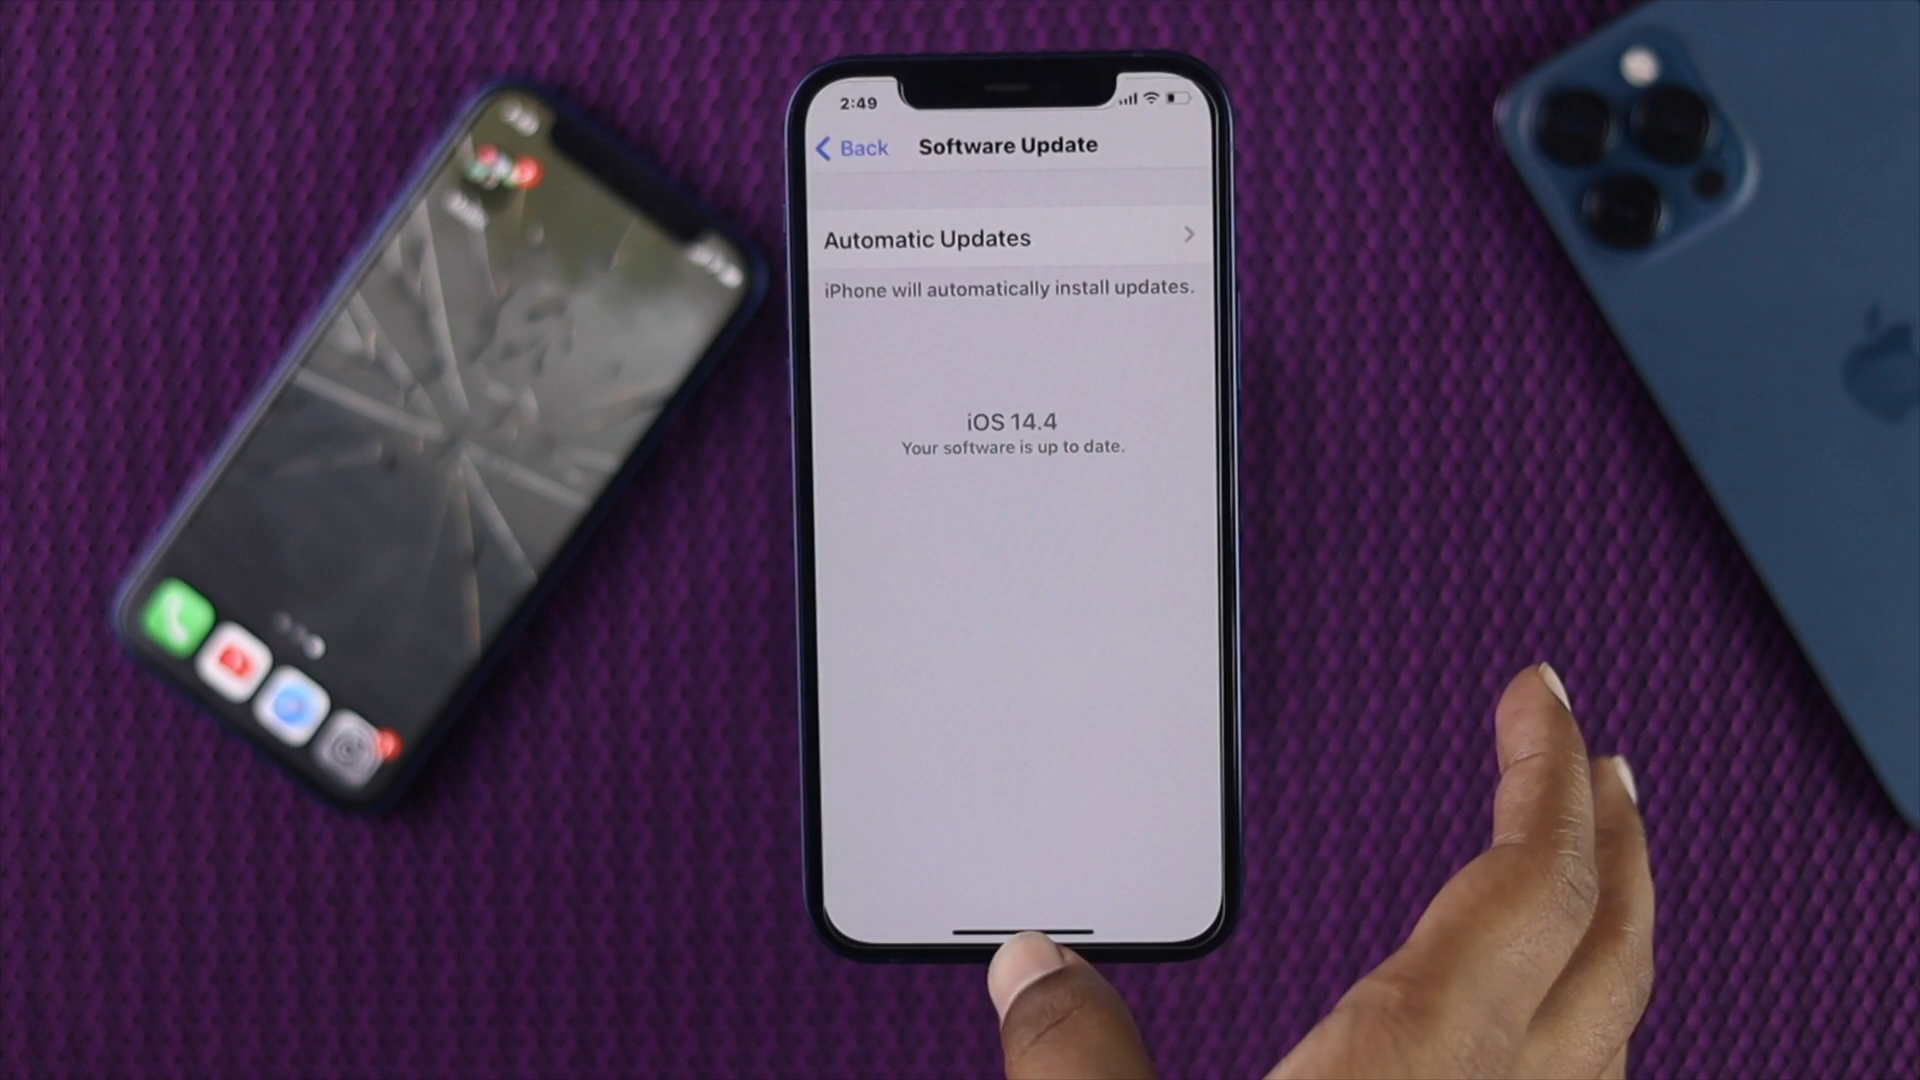 2:49
Back
Software Update
Automatic Updates
iPhone will automatically install updates.
iOS 14.4
Your software is up to date.